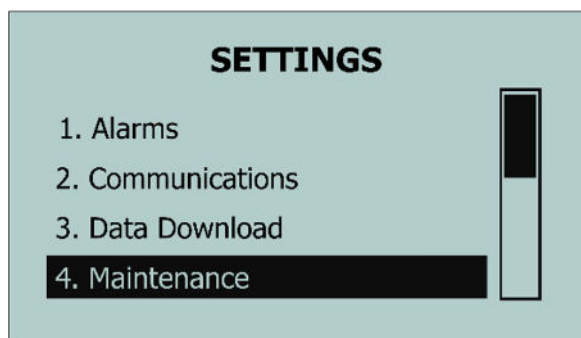 SETTINGS
1. Alarms
2. Communications
3. Data Download
4. Maintenance